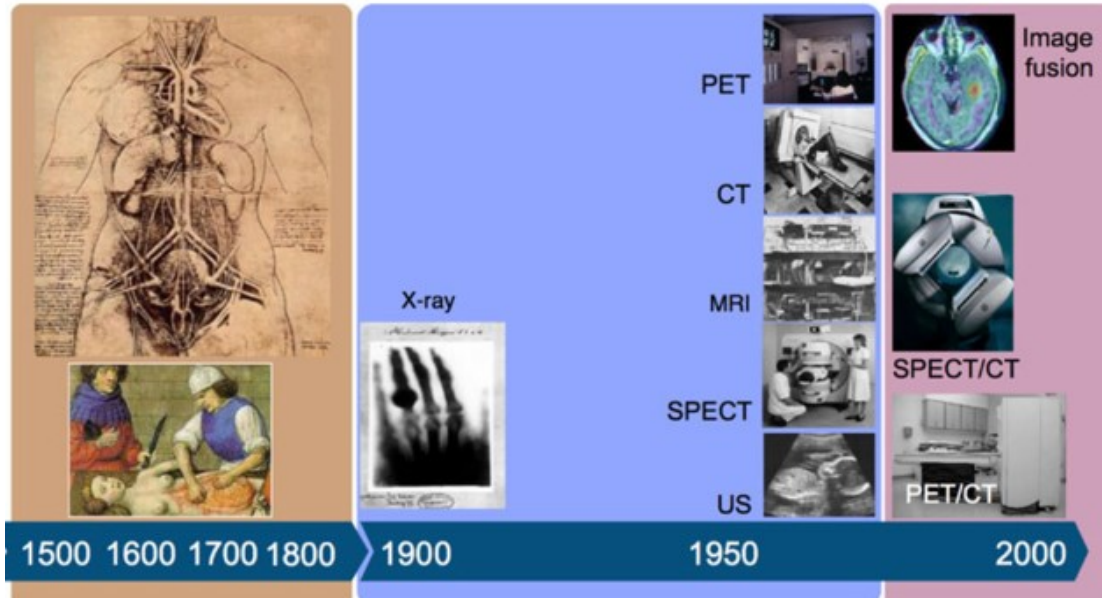 PET
CT
X-ray
MRI
SPECT
US
Image
fusion
SPECT/CT
PET/CT
1500 1600 1700 1800 1900 1950 2000